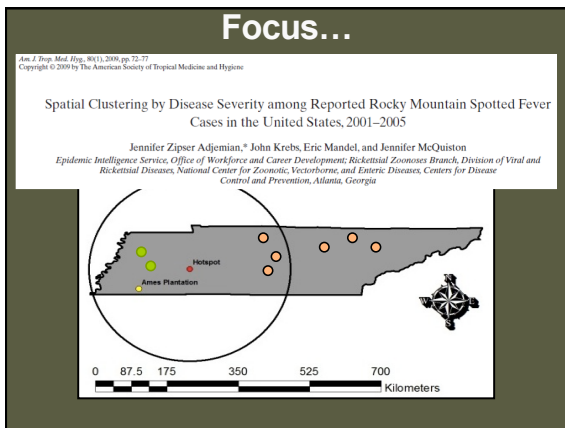 Focus…
Am. J. Trop. Med. Hyg., 80(1), 2009, pp. 72–77
Copyright © 2009 by The American Society of Tropical Medicine and Hygiene
Spatial Clustering by Disease Severity among Reported Rocky Mountain Spotted Fever
Cases in the United States, 2001–2005
Jennifer Zipser Adjemian,* John Krebs, Eric Mandel, and Jennifer McQuiston
Epidemic Intelligence Service, Office of Workforce and Career Development; Rickettsial Zoonoses Branch, Division of Viral and
Rickettsial Diseases, National Center for Zoonotic, Vectorborne, and Enteric Diseases, Centers for Disease
Control and Prevention, Atlanta, Georgia
Hotspot
Ames Plantation
0 87.5 175 350 525 700
Kilometers